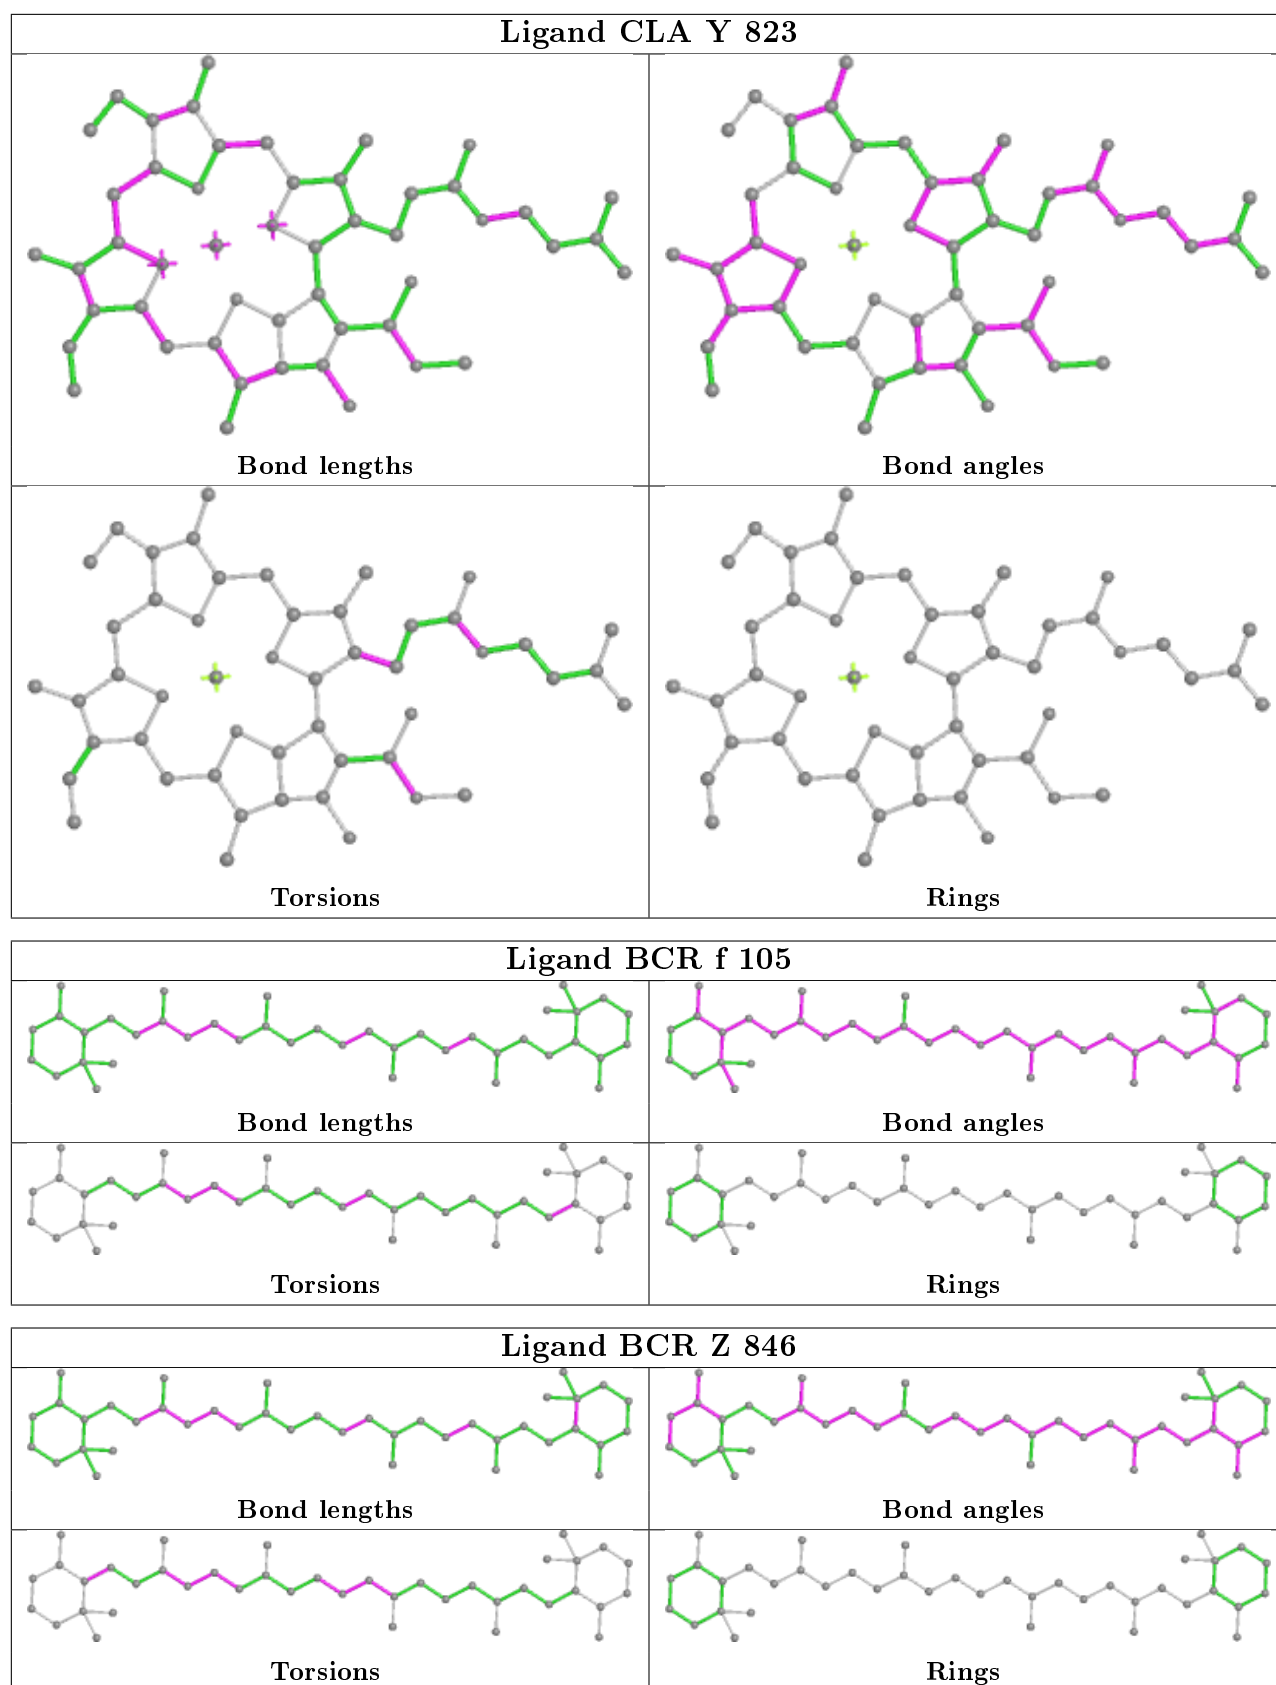 Ligand CLA Y 823
Bond lengths
Bond angles
Torsions
Rings
Ligand BCR f 105
Bond lengths
Bond angles
Torsions
Rings
Ligand BCR Z 846
Bond lengths
Bond angles
Torsions
Rings